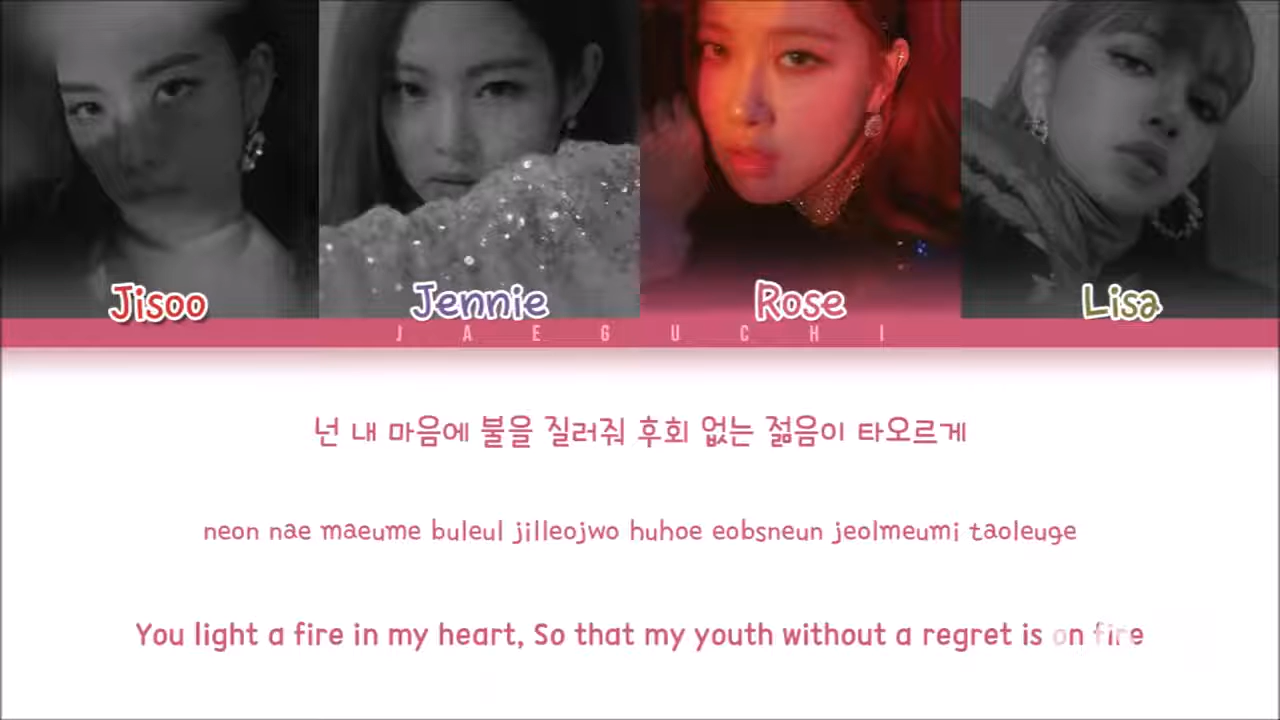 Jisoo Jennie Rose Lisa
JAEGUCHI
넌 내 마음에 불을 질러줘 후회 없는 젊음이 타오르게
neon nae maeume buleul jilleojwo huhoe eobsneun jeolmeumi taoleuge
You light a fire in my heart, So that my youth without a regret is on fire